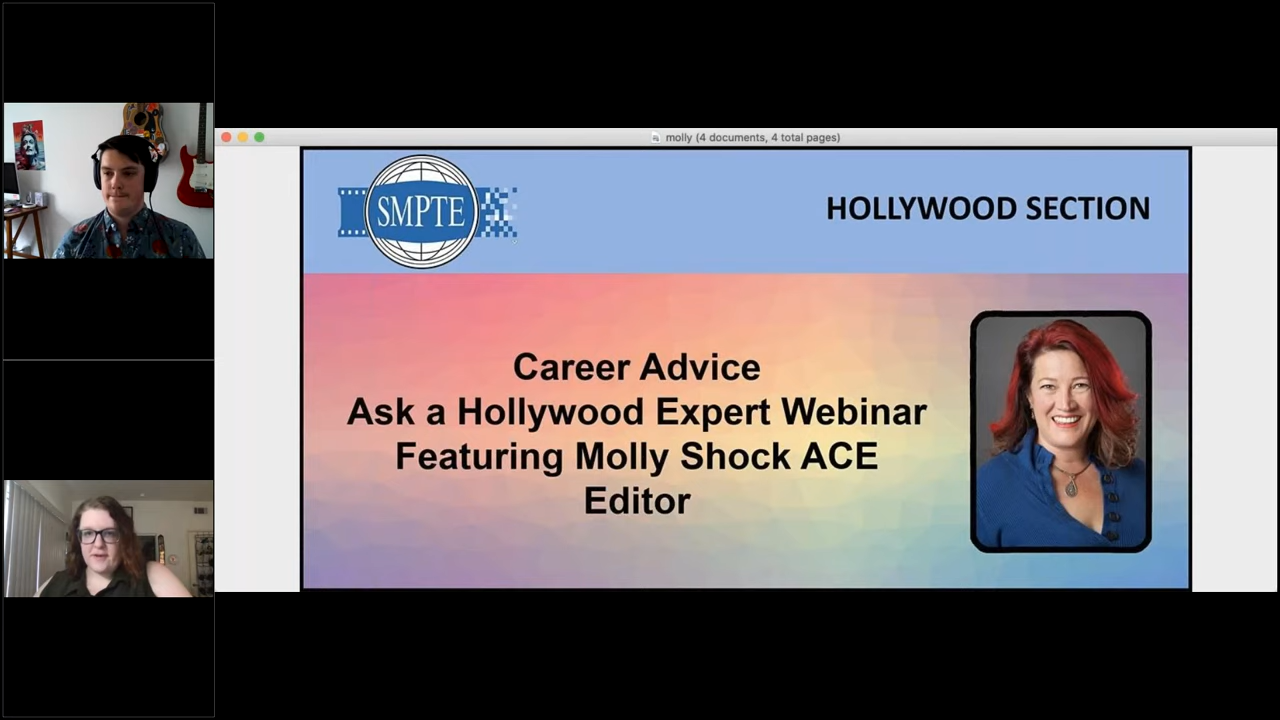 molly (4 documents, 4 total pages)
SMPTE
HOLLYWOOD SECTION
Career Advice
Ask a Hollywood Expert Webinar
Featuring Molly Shock ACE
Editor